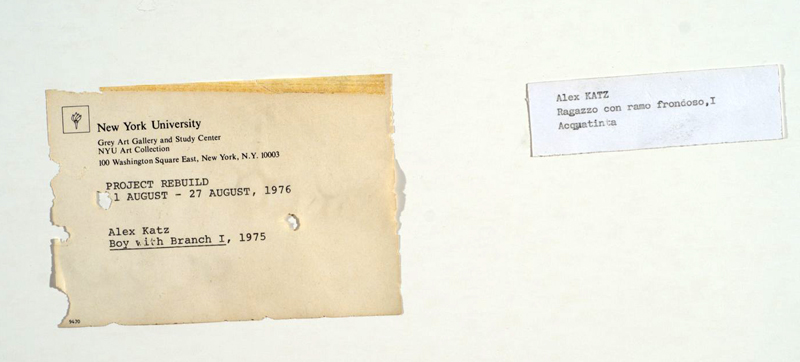 New York University
Grey Art Gallery and Study Center
NYU Art Collection
100 Washington Square East, New York, N.Y. 10003
PROJECT REBUILD
1 AUGUST - 27 AUGUST, 1976
Alex Katz
Boy with Branch I, 1975
9470
Alex KATZ
Ragazzo con ramo frondoso,I
Acquatinta